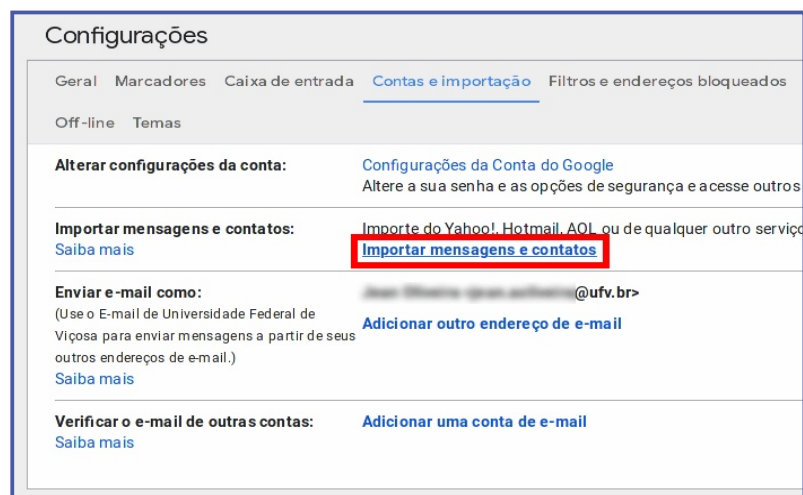 Configurações
Geral Marcadores Caixa de entrada Contas e importação Filtros e endereços bloqueados
Off-line Temas
Alterar configurações da conta: Configurações da Conta do Google
Altere a sua senha e as opções de segurança e acesse outros
Importar mensagens e contatos: Importe do Yahoo!, Hotmail, AOL ou de qualquer outro serviço
Saiba mais Importar mensagens e contatos
Enviar e-mail como: @ufv.br>
(Use o E-mail de Universidade Federal de
Viçosa para enviar mensagens a partir de seus
outros endereços de e-mail.)
Adicionar outro endereço de e-mail
Saiba mais
Verificar o e-mail de outras contas: Adicionar uma conta de e-mail
Saiba mais